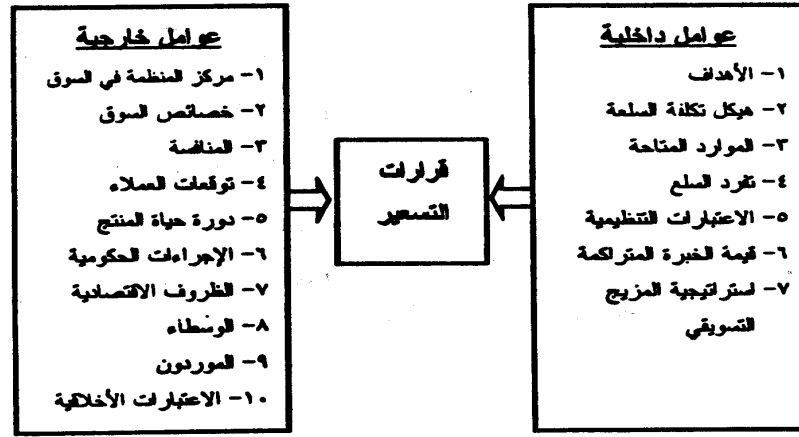 عوامل داخلية
١- الأهداف
٢- هيكل تكلفة السلعة
٣- الموارد المتاحة
٤- تفرد السلع
٥- الاعتبارات التنظيمية
٦- قيمة الخبرة المتراكمة
٧- استراتيجية المزيج
التسويقي
قرارات
التسعير
عوامل خارجية
١- مركز المنظمة في السوق
٢- خصائص السوق
٣- المنافسة
٤- توقعات العملاء
٥- دورة حياة المنتج
٦- الإجراءات الحكومية
٧- الظروف الاقتصادية
٨- الوسطاء
٩- الموردون
١٠- الاعتبارات الأخلاقية